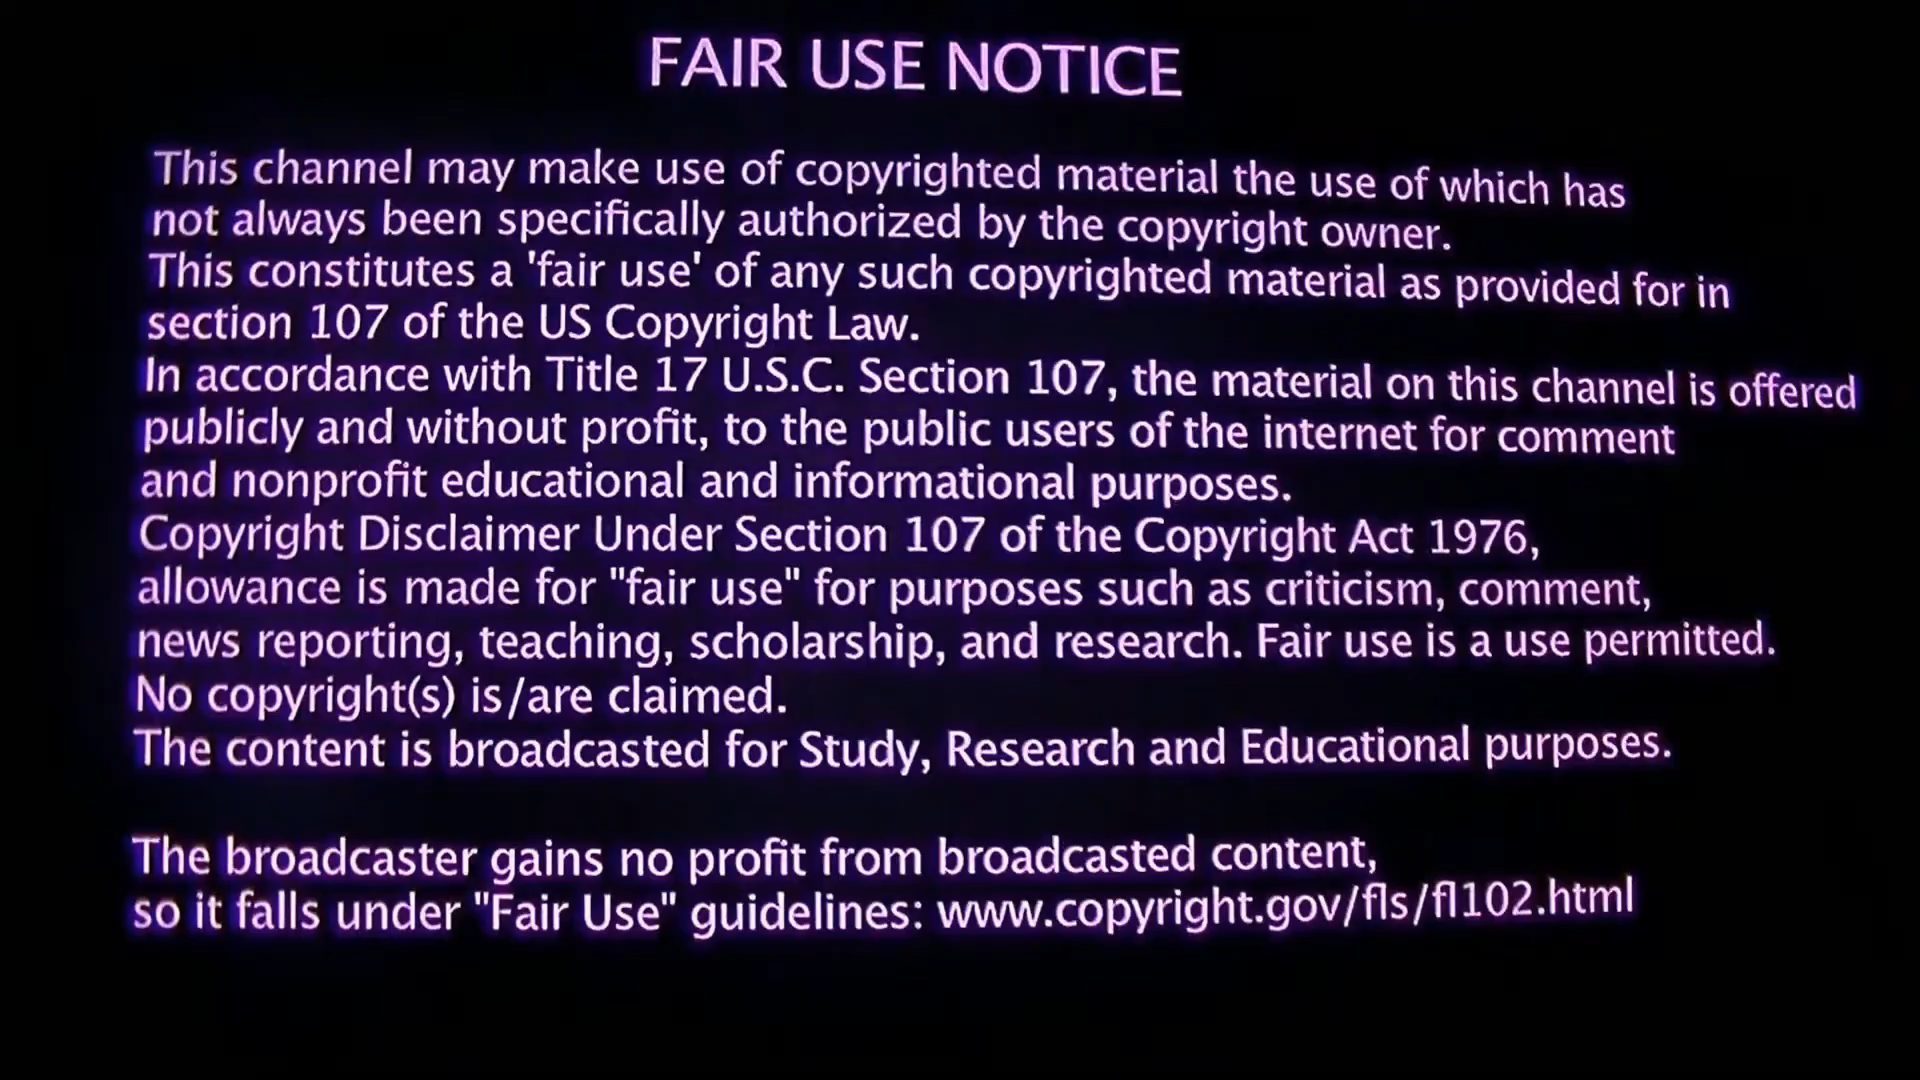 FAIR USE NOTICE
This channel may make use of copyrighted material the use of which has
not always been specifically authorized by the copyright owner.
This constitutes a 'fair use' of any such copyrighted material as provided for in
section 107 of the US Copyright Law.
In accordance with Title 17 U.S.C. Section 107, the material on this channel is offered
publicly and without profit, to the public users of the internet for comment
and nonprofit educational and informational purposes.
Copyright Disclaimer Under Section 107 of the Copyright Act 1976,
allowance is made for "fair use" for purposes such as criticism, comment,
news reporting, teaching, scholarship, and research. Fair use is a use permitted.
No copyright(s) is/are claimed.
The content is broadcasted for Study, Research and Educational purposes.
The broadcaster gains no profit from broadcasted content,
so it falls under "Fair Use" guidelines: www.copyright.gov/fls/fl102.html